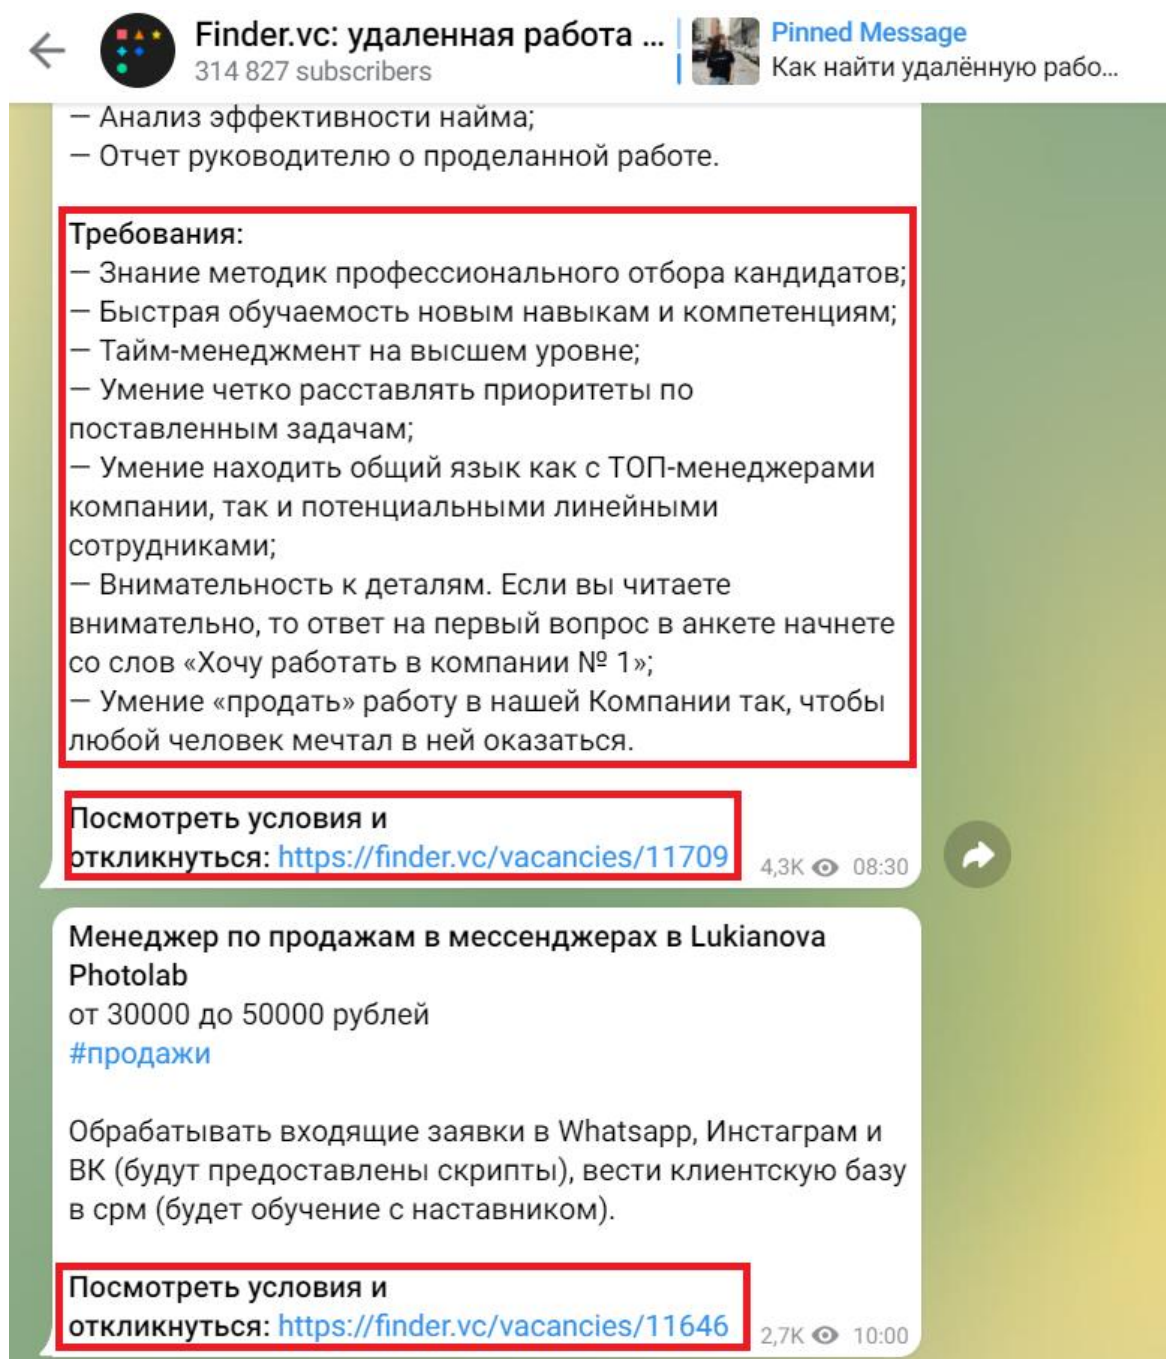 Finder.vc: удаленная работа ...
314 827 subscribers
Pinned Message
Как найти удалённую рабо...
— Анализ эффективности найма;
— Отчет руководителю о проделанной работе.
Требования:
— Знание методик профессионального отбора кандидатов;
— Быстрая обучаемость новым навыкам и компетенциям;
— Тайм-менеджмент на высшем уровне;
— Умение четко расставлять приоритеты по
поставленным задачам;
— Умение находить общий язык как с ТОП-менеджерами
компании, так и потенциальными линейными
сотрудниками;
— Внимательность к деталям. Если вы читаете
внимательно, то ответ на первый вопрос в анкете начнете
со слов «Хочу работать в компании № 1»;
— Умение «продать» работу в нашей Компании так, чтобы
любой человек мечтал в ней оказаться.
Посмотреть условия и
откликнуться: https://finder.vc/vacancies/11709
4,3K 08:30
Менеджер по продажам в мессенджерах в Lukianova
Photolab
от 30000 до 50000 рублей
#продажи
Обрабатывать входящие заявки в Whatsapp, Инстаграм и
ВК (будут предоставлены скрипты), вести клиентскую базу
в срм (будет обучение с наставником).
Посмотреть условия и
откликнуться: https://finder.vc/vacancies/11646
2,7K 10:00